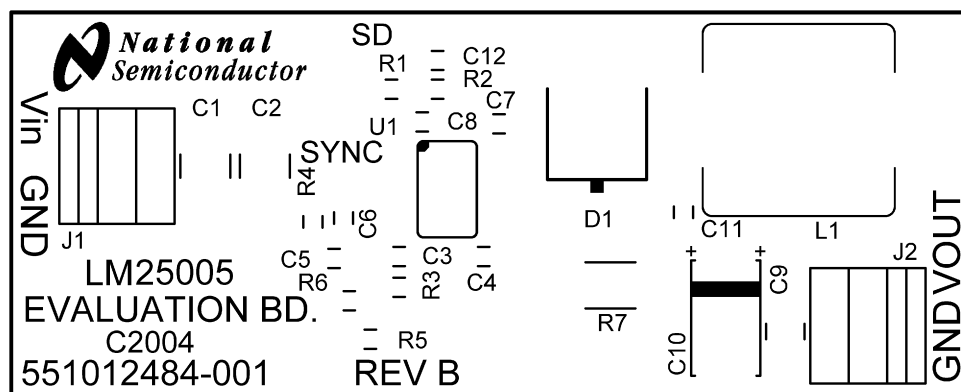 National
Semiconductor
SD
R1
C12
R2
C7
C1
C2
U1
C8
Vin
SYNC
R4
GND
C6
J1
D1
C11
L1
C5
C3
C4
R6
R3
J2
LM25005
EVALUATION BD.
C2004
551012484-001
R5
REV B
R7
+
+
C9
C10
GND VOUT